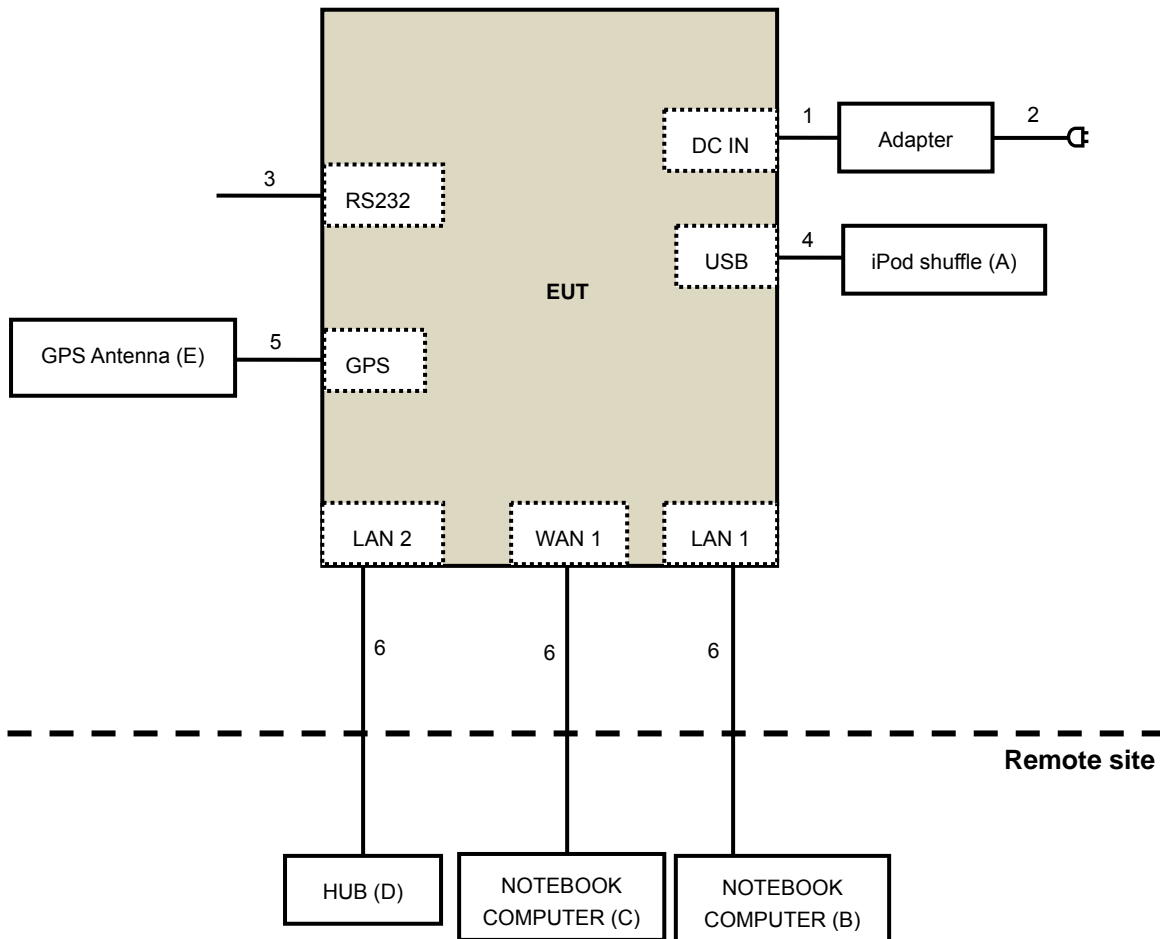 1
2
DC IN
Adapter
3
RS232
4
USB
iPod shuffle (A)
EUT
5
GPS Antenna (E)
GPS
LAN 2
WAN 1
LAN 1
6
6
6
Remote site
HUB (D)
NOTEBOOK
COMPUTER (C)
NOTEBOOK
COMPUTER (B)